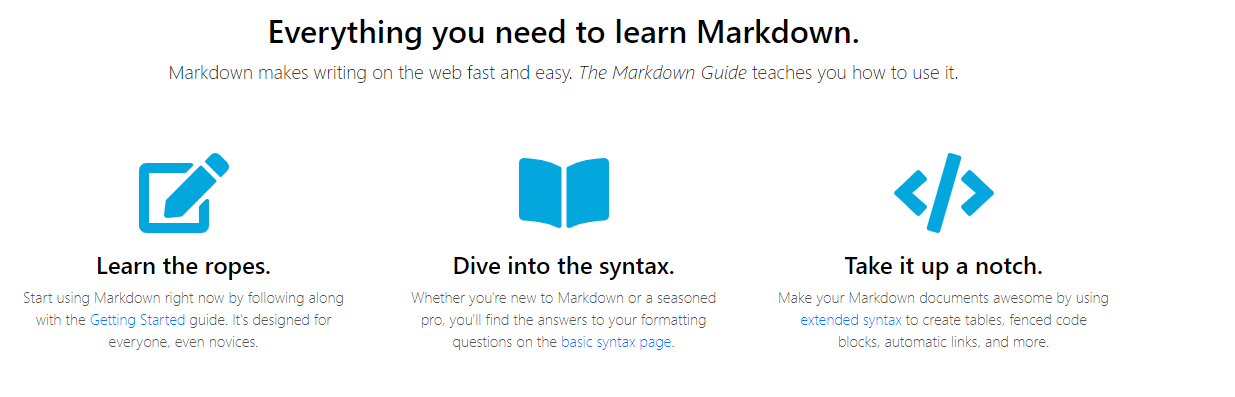 Everything you need to learn Markdown.
Markdown makes writing on the web fast and easy. The Markdown Guide teaches you how to use it.
Learn the ropes.
Start using Markdown right now by following along
with the Getting Started guide. It's designed for
everyone, even novices.
Dive into the syntax.
Whether you're new to Markdown or a seasoned
pro, you'll find the answers to your formatting
questions on the basic syntax page.
Take it up a notch.
Make your Markdown documents awesome by using
extended syntax to create tables, fenced code
blocks, automatic links, and more.